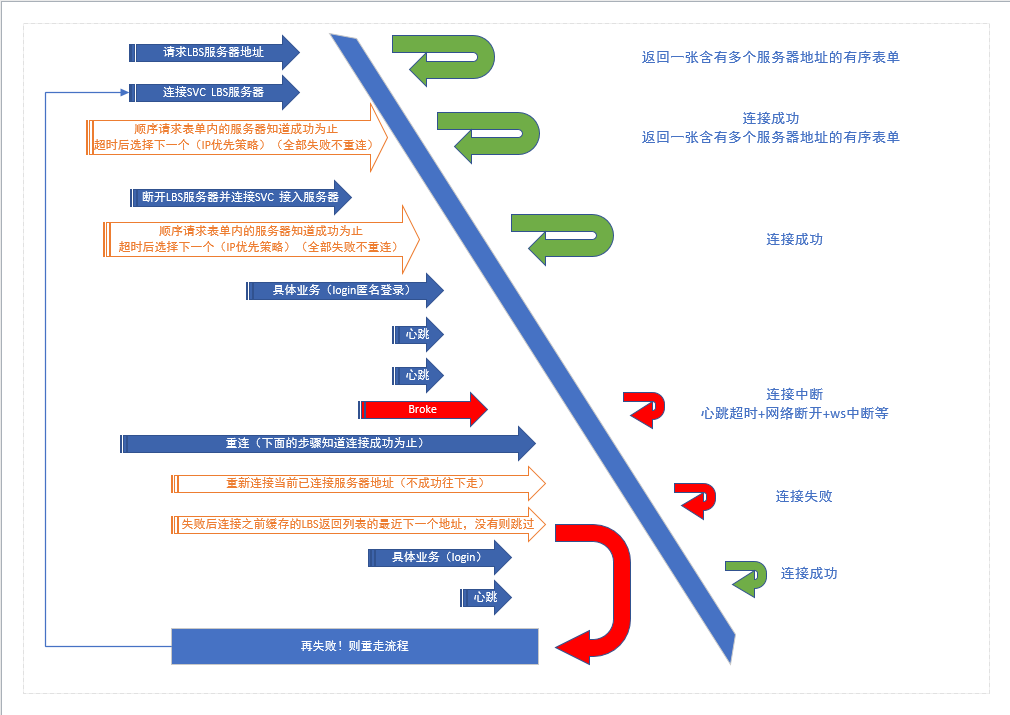 请求LBS服务器地址
返回一张含有多个服务器地址的有序表单
连接SVC LBS服务器
连接成功
返回一张含有多个服务器地址的有序表单
顺序请求表单内的服务器知道成功为止
超时后选择下一个（IP优先策略）（全部失败不重连）
断开LBS服务器并连接SVC 接入服务器
顺序请求表单内的服务器知道成功为止
超时后选择下一个（IP优先策略）（全部失败不重连）
连接成功
具体业务（login匿名登录）
心跳
心跳
Broke
连接中断
心跳超时+网络断开+ws中断等
重连（下面的步骤知道连接成功为止）
重新连接当前已连接服务器地址（不成功往下走）
连接失败
失败后连接之前缓存的LBS返回列表的最近下一个地址，没有则跳过
具体业务（login）
连接成功
心跳
再失败！则重走流程